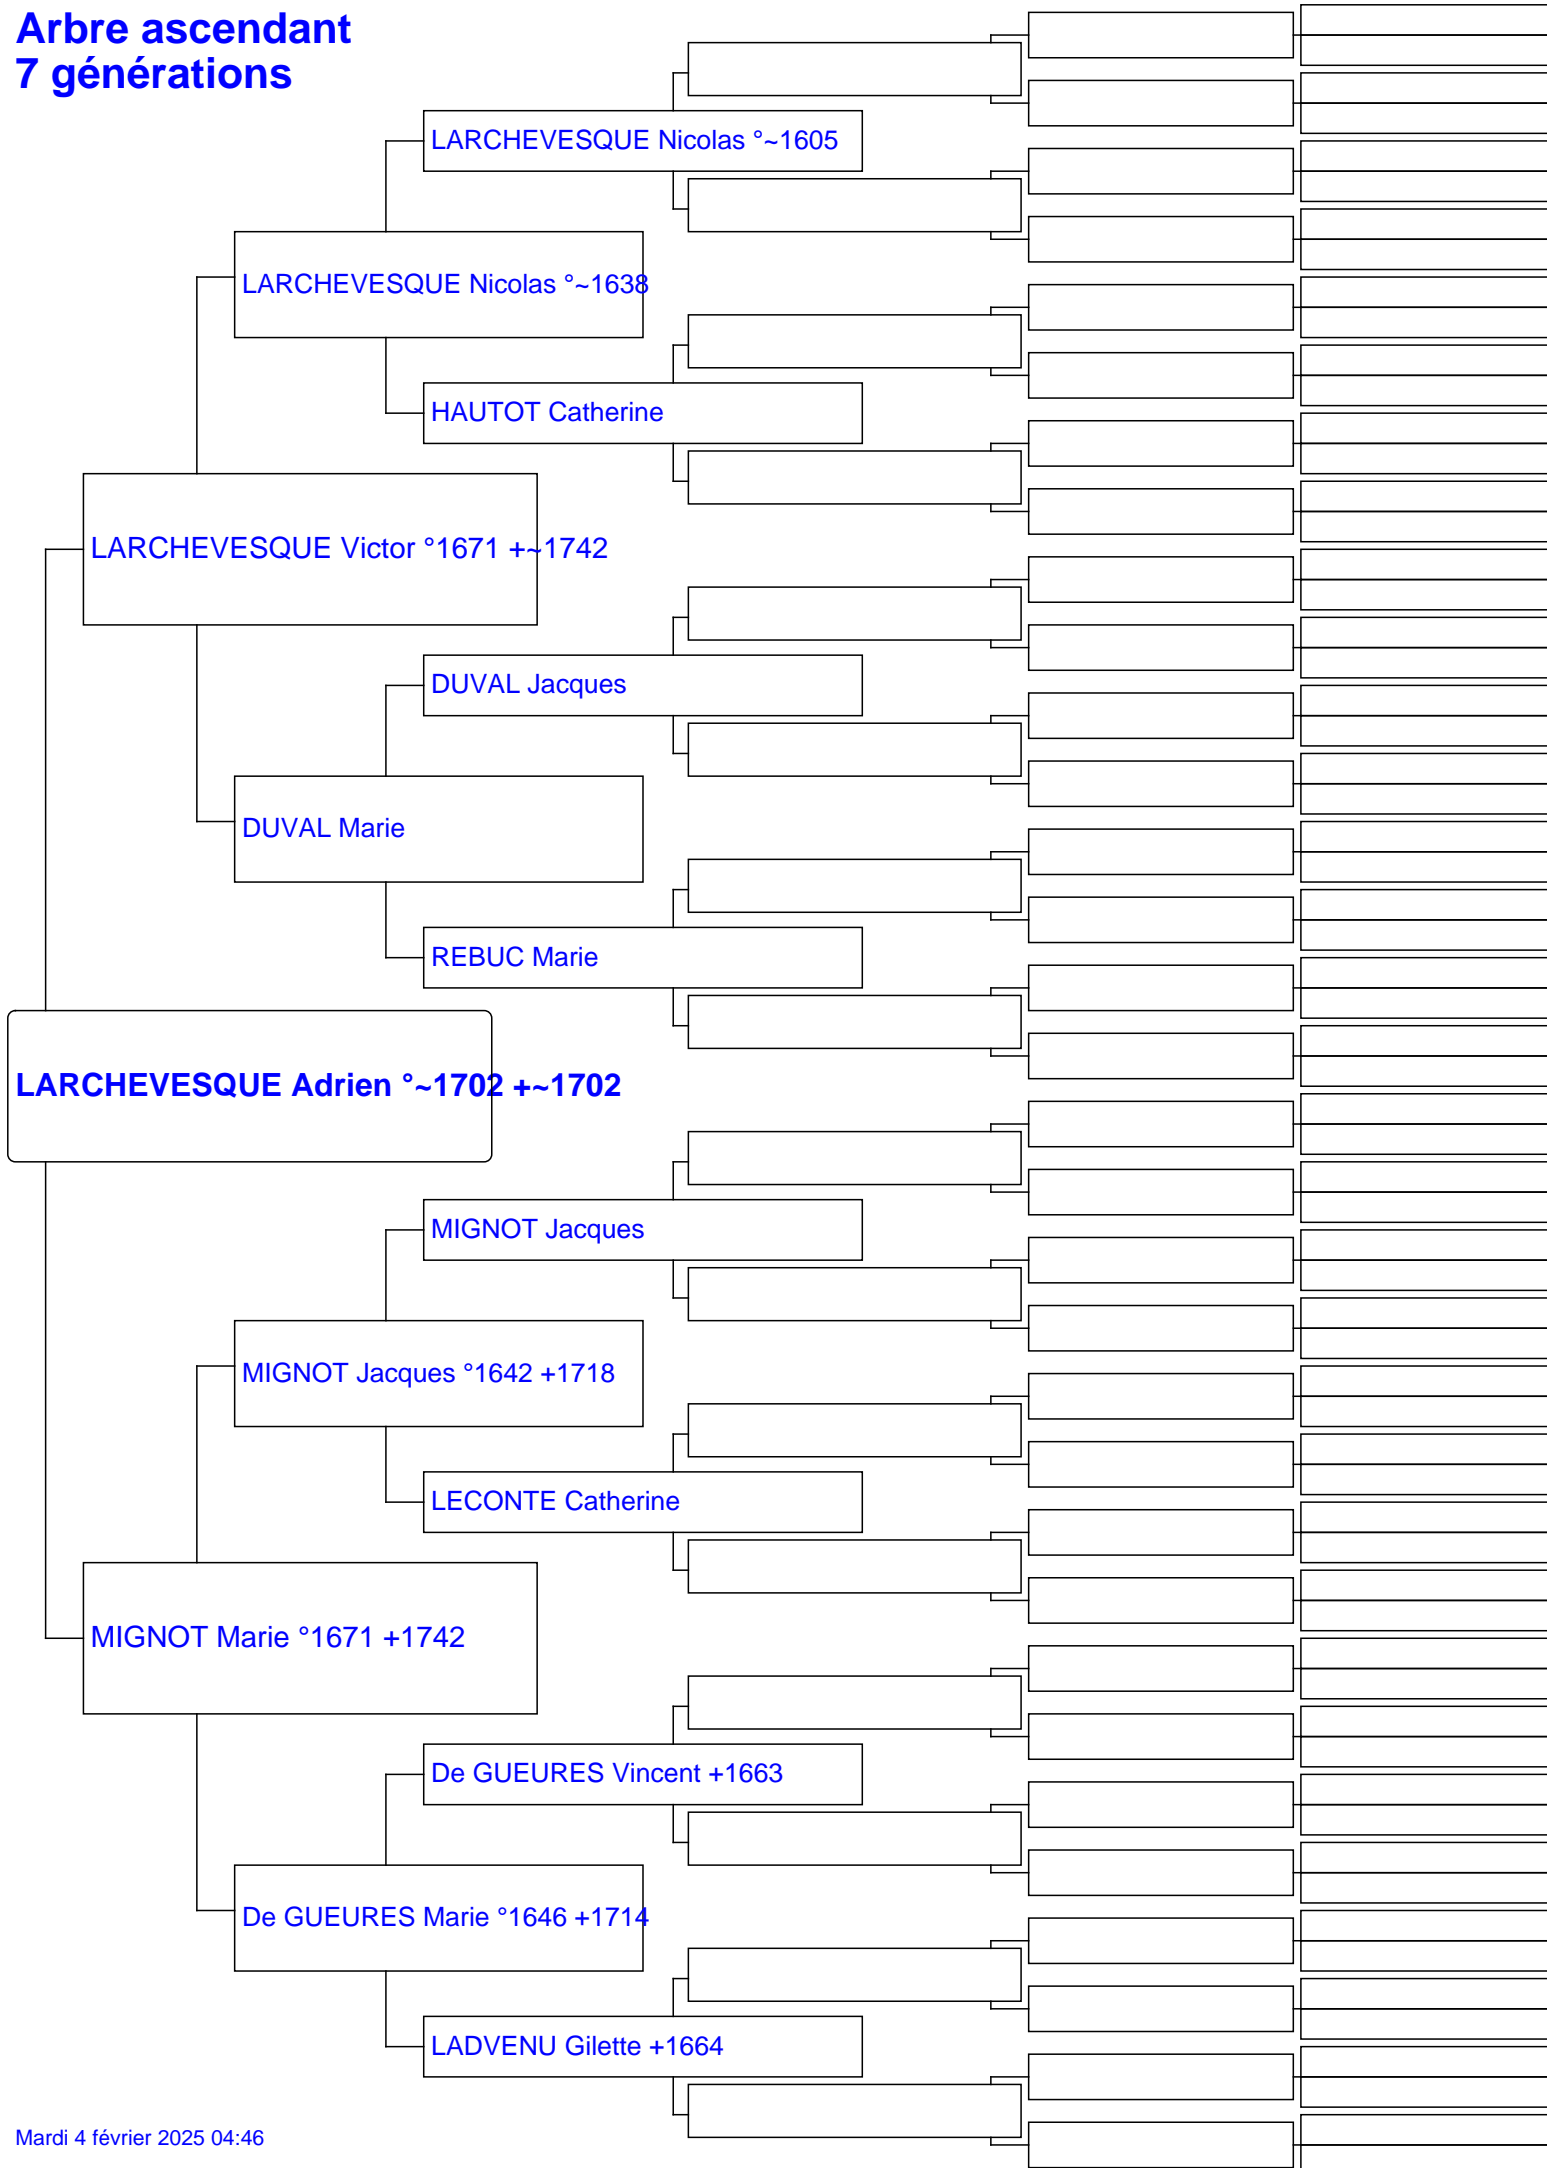 Arbre ascendant
7 générations
LARCHEVESQUE Nicolas °~1605
LARCHEVESQUE Nicolas °~1638
HAUTOT Catherine
LARCHEVESQUE Victor °1671 +~1742
DUVAL Jacques
DUVAL Marie
REBUC Marie
LARCHEVESQUE Adrien °~1702 +~1702
MIGNOT Jacques
MIGNOT Jacques °1642 +1718
LECONTE Catherine
MIGNOT Marie °1671 +1742
De GUEURES Vincent +1663
De GUEURES Marie °1646 +1714
LADVENU Gilette +1664
Mardi 4 février 2025 04:46